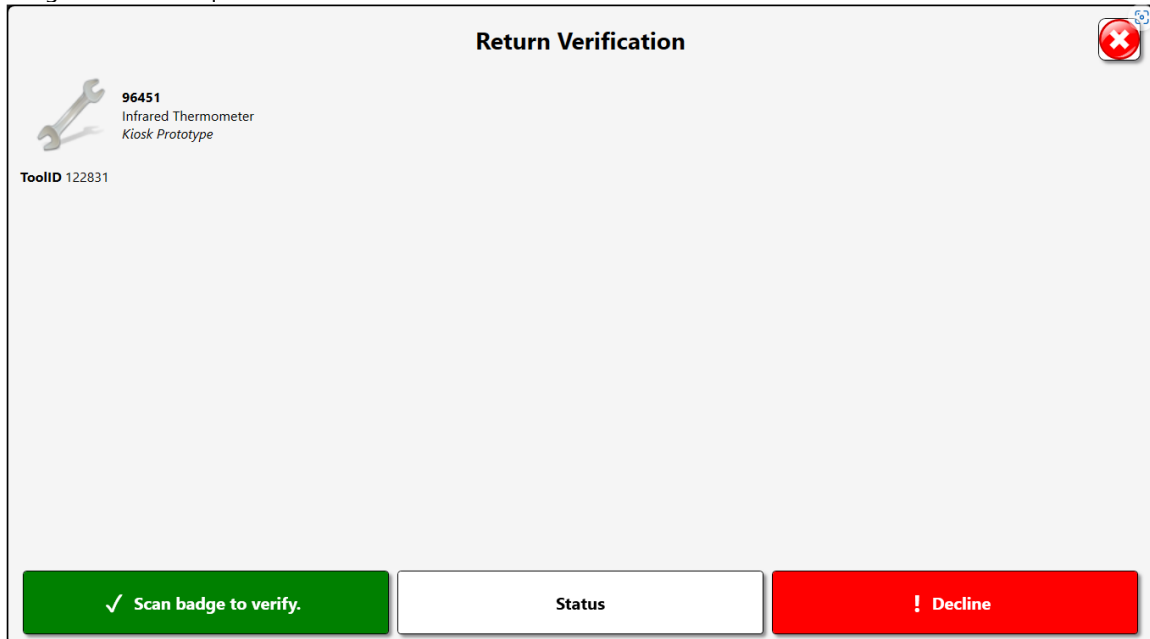 Return Verification
96451
Infrared Thermometer
Kiosk Prototype
ToolID 122831
✓ Scan badge to verify.
Status
! Decline